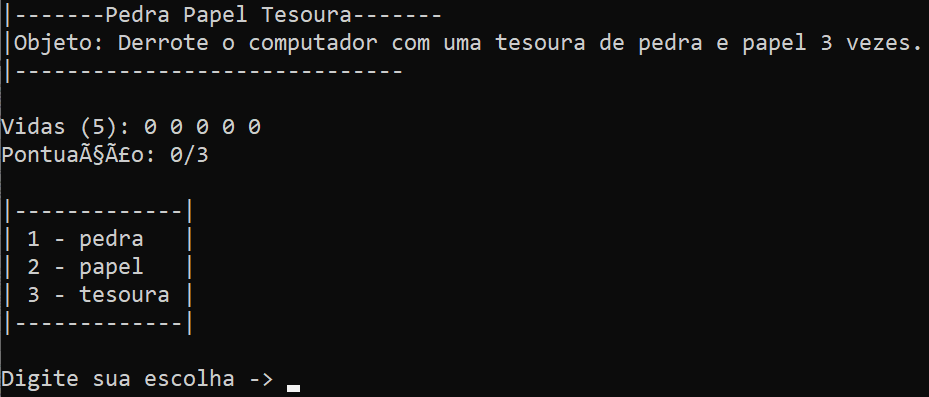 |-------Pedra Papel Tesoura-------
|Objeto: Derrote o computador com uma tesoura de pedra e papel 3 vezes.
|------------------------------
Vidas (5): 0 0 0 0 0
PontuaÃ§Ã£o: 0/3
|-------------|
| 1 - pedra   |
| 2 - papel   |
| 3 - tesoura |
|-------------|
Digite sua escolha ->